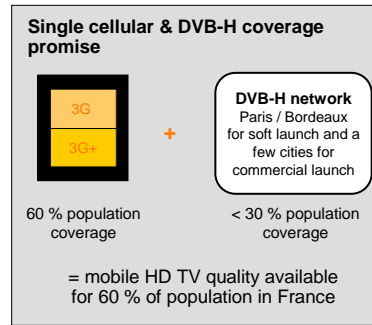 Single cellular & DVB-H coverage
promise
3G
3G+
+
DVB-H network
Paris / Bordeaux
for soft launch and a
few cities for
commercial launch
60 % population
coverage
< 30 % population
coverage
= mobile HD TV quality available
for 60 % of population in France